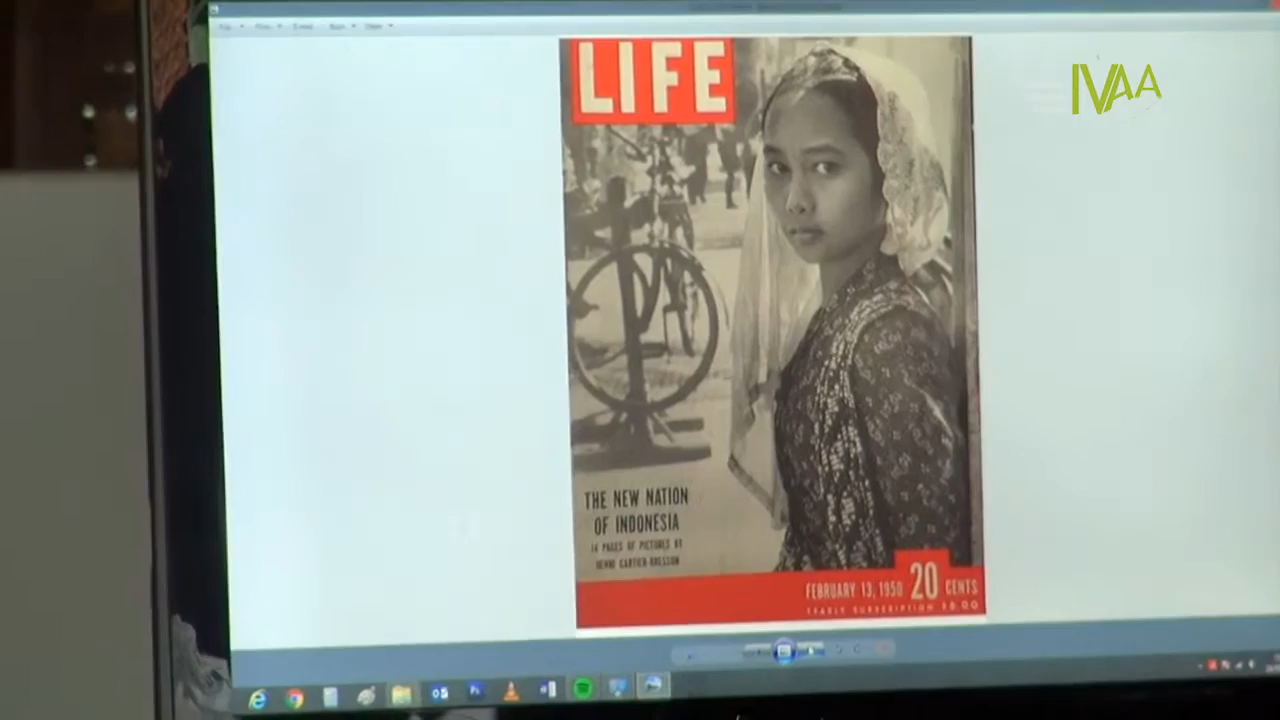 IVAA
LIFE
THE NEW NATION
OF INDONESIA
14 PAGES OF PICTURES BY
HENRI CARTIER-BRESSON
FEBRUARY 13, 1950 20 CENTS
YEARLY SUBSCRIPTION $6.00